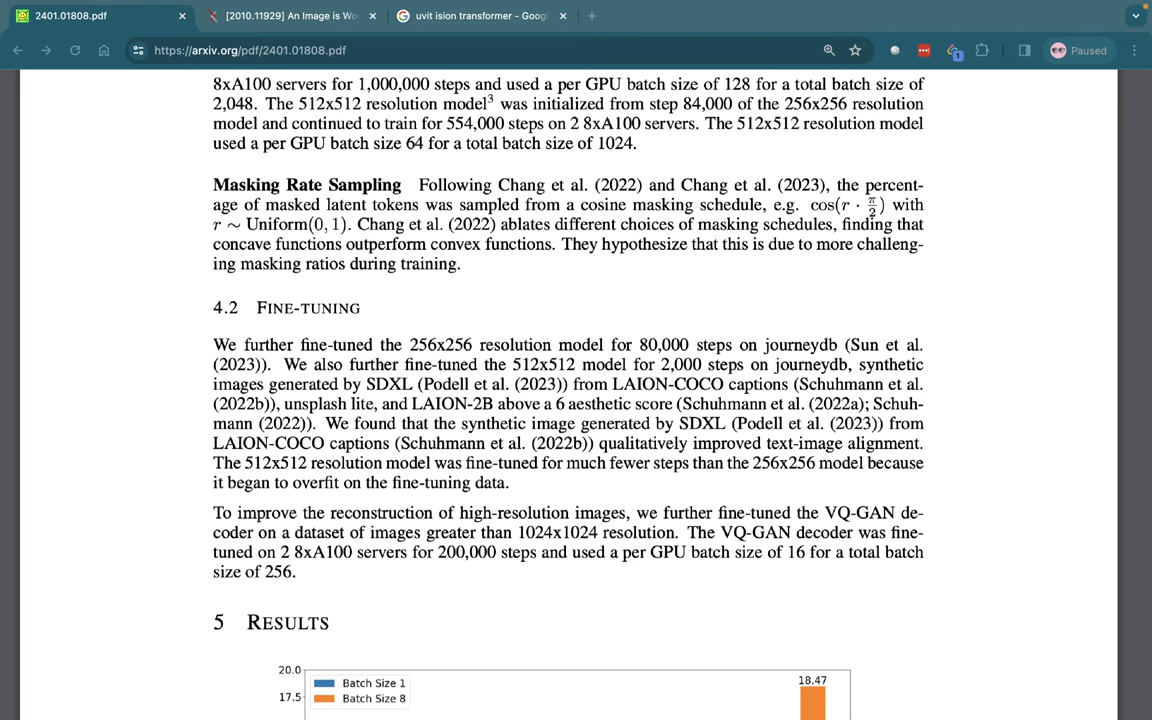 2401.01808.pdf
[2010.11929] An Image is Wo
uvit ision transformer - Googl
https://arxiv.org/pdf/2401.01808.pdf
1
Paused
8xA100 servers for 1,000,000 steps and used a per GPU batch size of 128 for a total batch size of
2,048. The 512x512 resolution model3 was initialized from step 84,000 of the 256x256 resolution
model and continued to train for 554,000 steps on 2 8xA100 servers. The 512x512 resolution model
used a per GPU batch size 64 for a total batch size of 1024.
Masking Rate Sampling Following Chang et al. (2022) and Chang et al. (2023), the percent-
age of masked latent tokens was sampled from a cosine masking schedule, e.g. cos(r · π/2) with
r ∼ Uniform(0, 1). Chang et al. (2022) ablates different choices of masking schedules, finding that
concave functions outperform convex functions. They hypothesize that this is due to more challeng-
ing masking ratios during training.
4.2 FINE-TUNING
We further fine-tuned the 256x256 resolution model for 80,000 steps on journeydb (Sun et al.
(2023)). We also further fine-tuned the 512x512 model for 2,000 steps on journeydb, synthetic
images generated by SDXL (Podell et al. (2023)) from LAION-COCO captions (Schuhmann et al.
(2022b)), unsplash lite, and LAION-2B above a 6 aesthetic score (Schuhmann et al. (2022a); Schuh-
mann (2022)). We found that the synthetic image generated by SDXL (Podell et al. (2023)) from
LAION-COCO captions (Schuhmann et al. (2022b)) qualitatively improved text-image alignment.
The 512x512 resolution model was fine-tuned for much fewer steps than the 256x256 model because
it began to overfit on the fine-tuning data.
To improve the reconstruction of high-resolution images, we further fine-tuned the VQ-GAN de-
coder on a dataset of images greater than 1024x1024 resolution. The VQ-GAN decoder was fine-
tuned on 2 8xA100 servers for 200,000 steps and used a per GPU batch size of 16 for a total batch
size of 256.
5 RESULTS
20.0
17.5
Batch Size 1
Batch Size 8
18.47